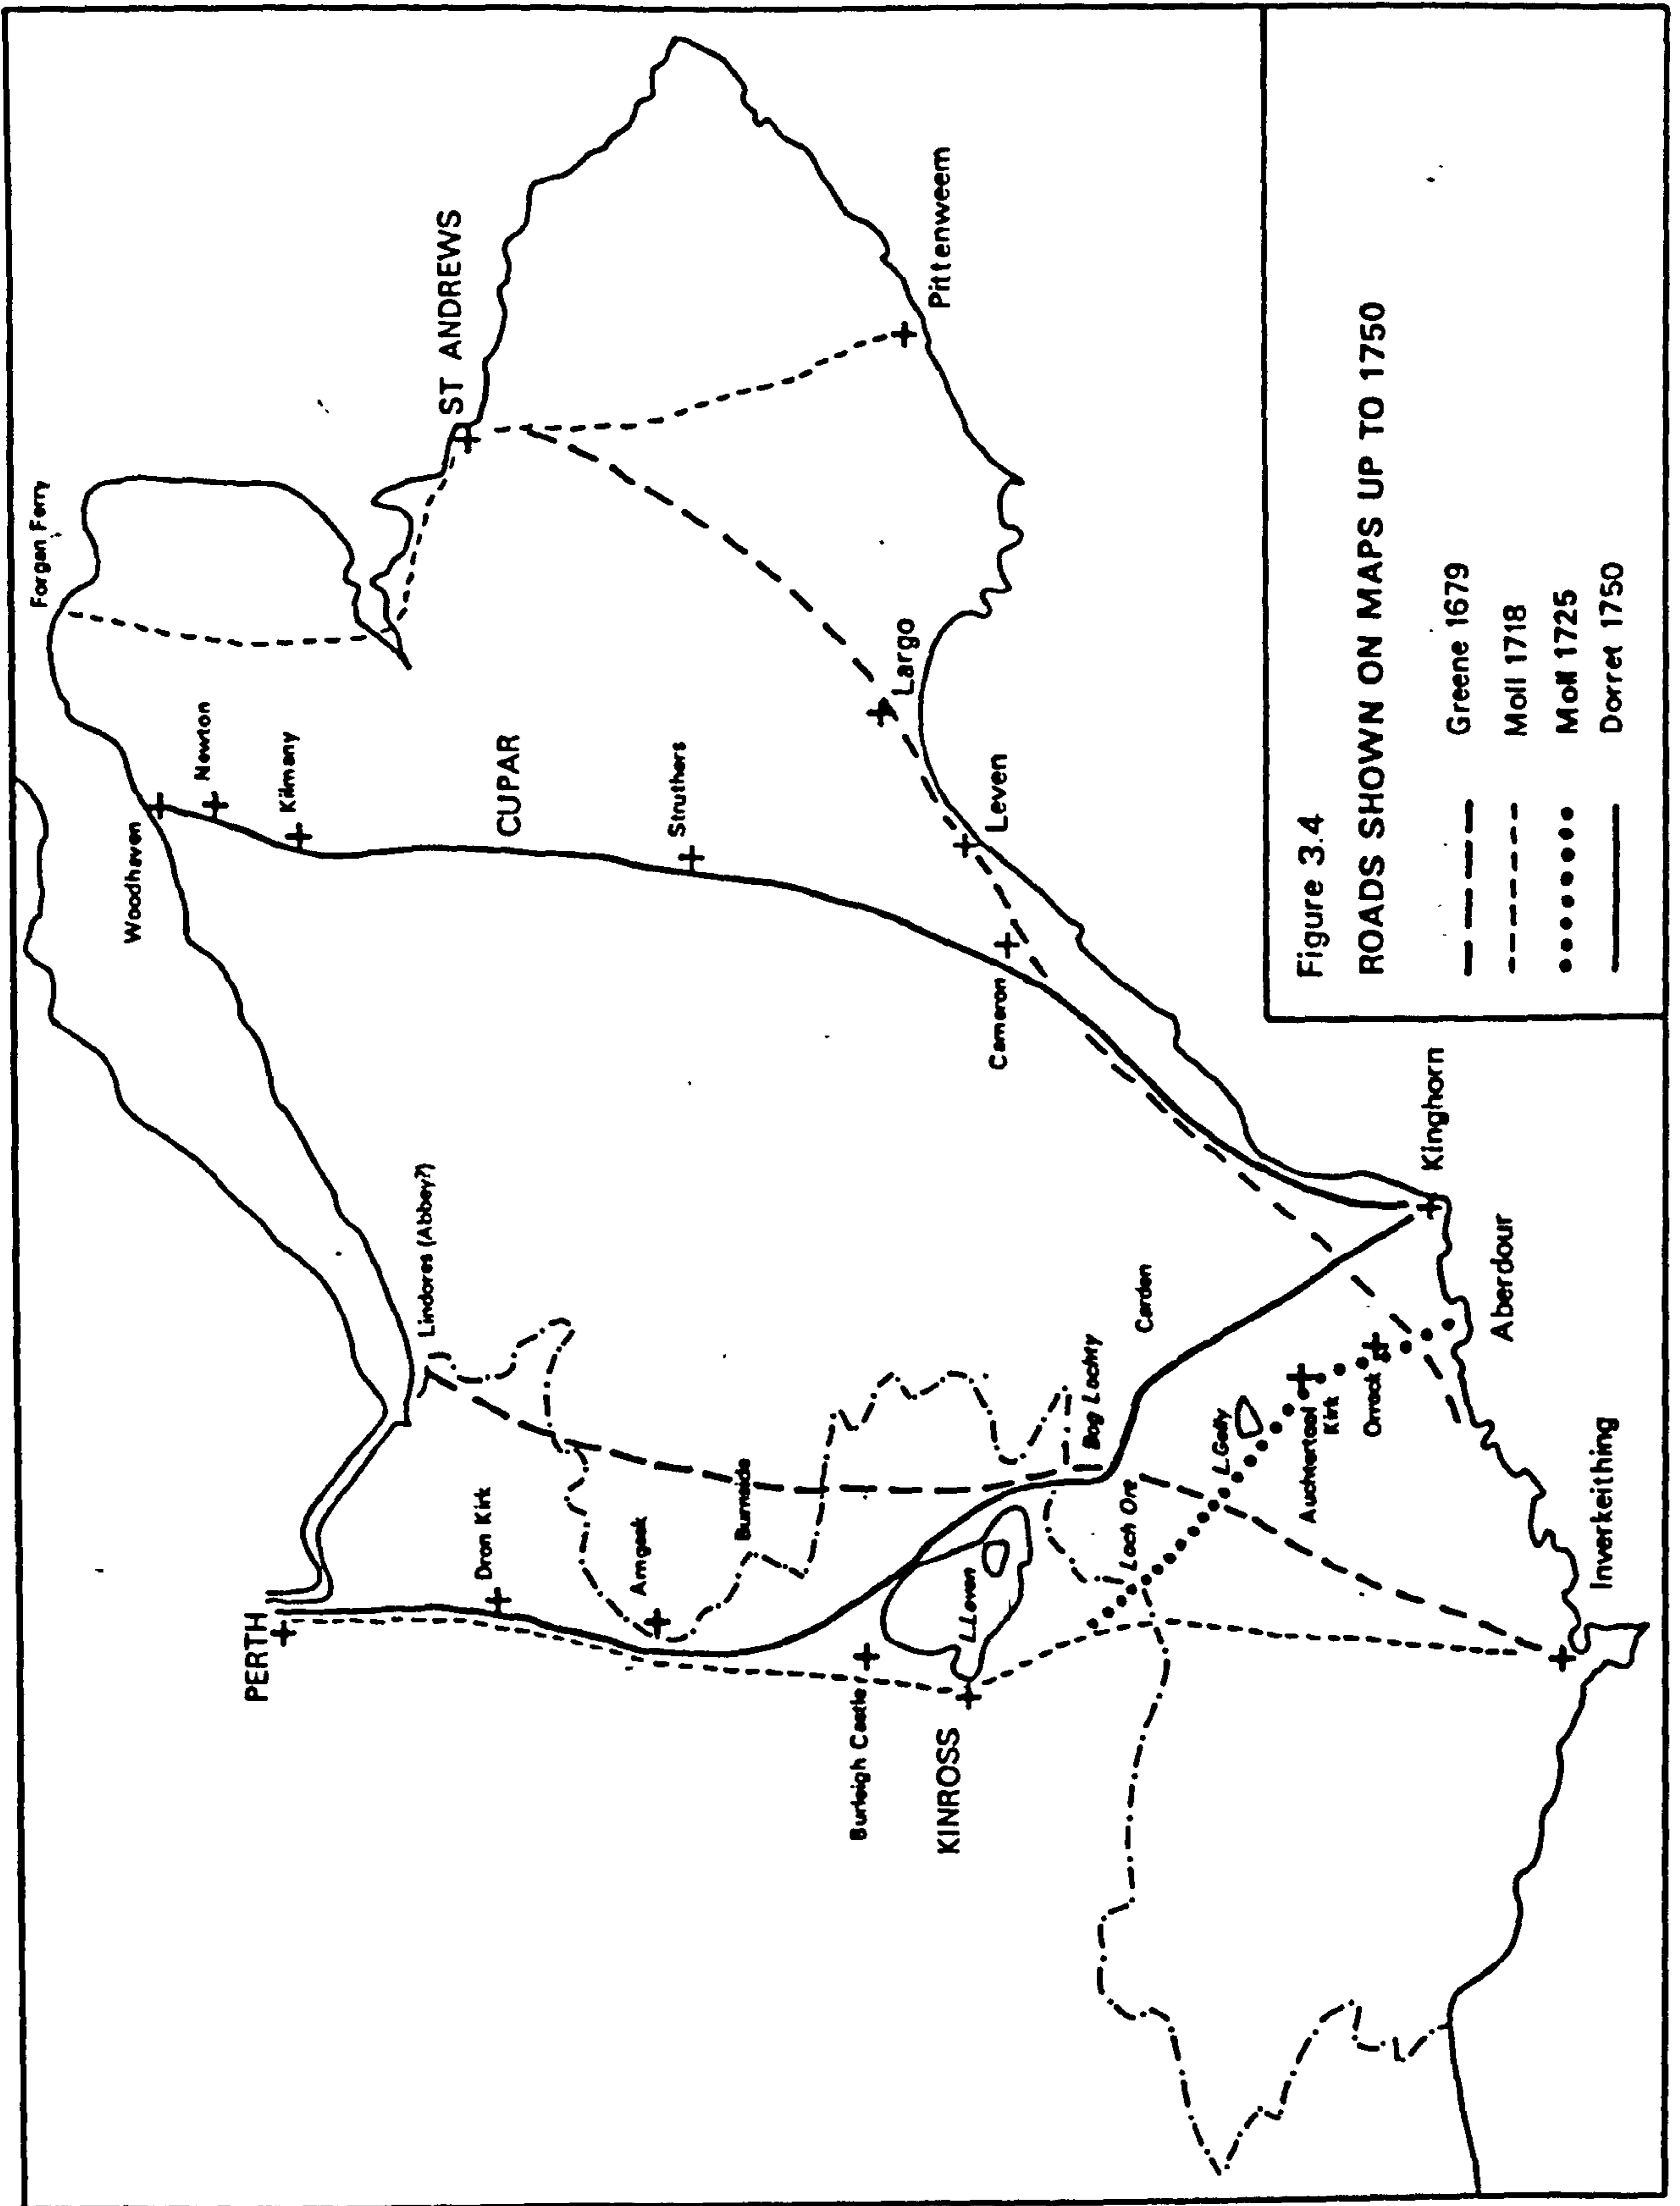 Forgan Ferry
ST ANDREWS
Pittenweem
Woodhaven
Newton
Kilmany
CUPAR
Struthers
Largo
Leven
Cameron
Lindores (Abbey?)
PERTH
Dron Kirk
Arngask
Burnside
Burleigh Castle
KINROSS
L.Leven
Bog Lochty
Carden
Loch Ore
L.Gelly
Auchterteel
Kirk
Orrock
Kinghorn
Aberdour
Inverkeithing
Figure 3.4
ROADS SHOWN ON MAPS UP TO 1750
Greene 1679
Moll 1718
Moll 1725
Dorret 1750